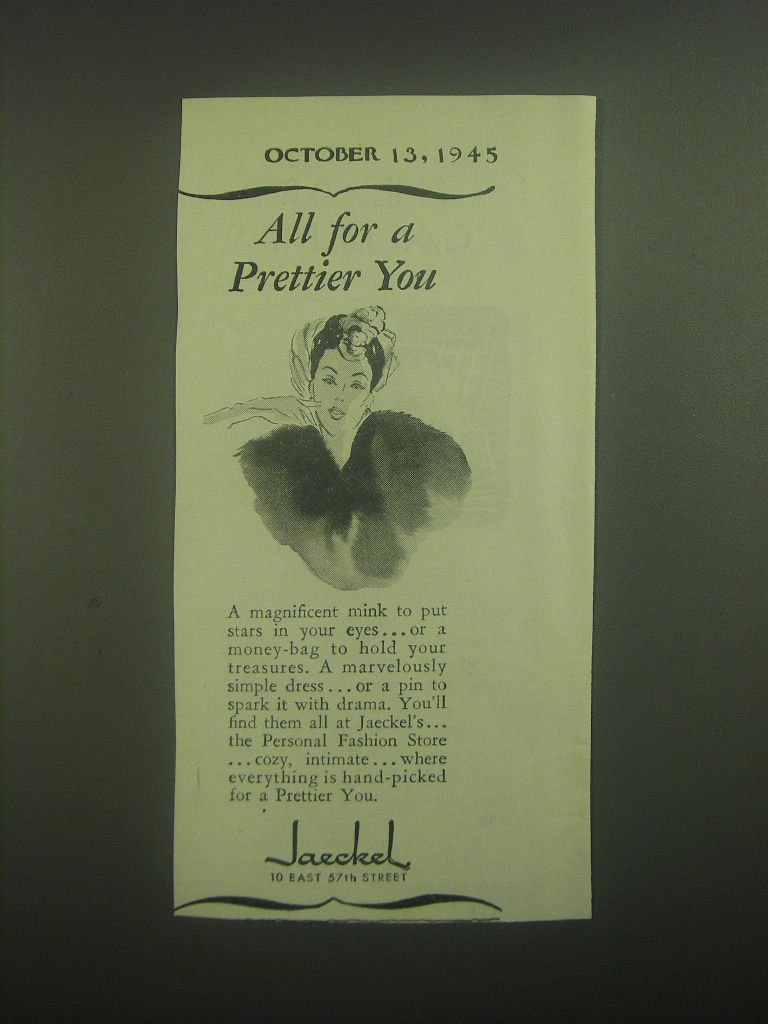 OCTOBER 13, 1945
All for a
Prettier You
A magnificent mink to put
stars in your eyes...or a
money-bag to hold your
treasures. A marvelously
simple dress...or a pin to
spark it with drama. You'll
find them all at Jaeckel's...
the Personal Fashion Store
...cozy, intimate...where
everything is hand-picked
for a Prettier You.
Jaeckel
10 EAST 57th STREET